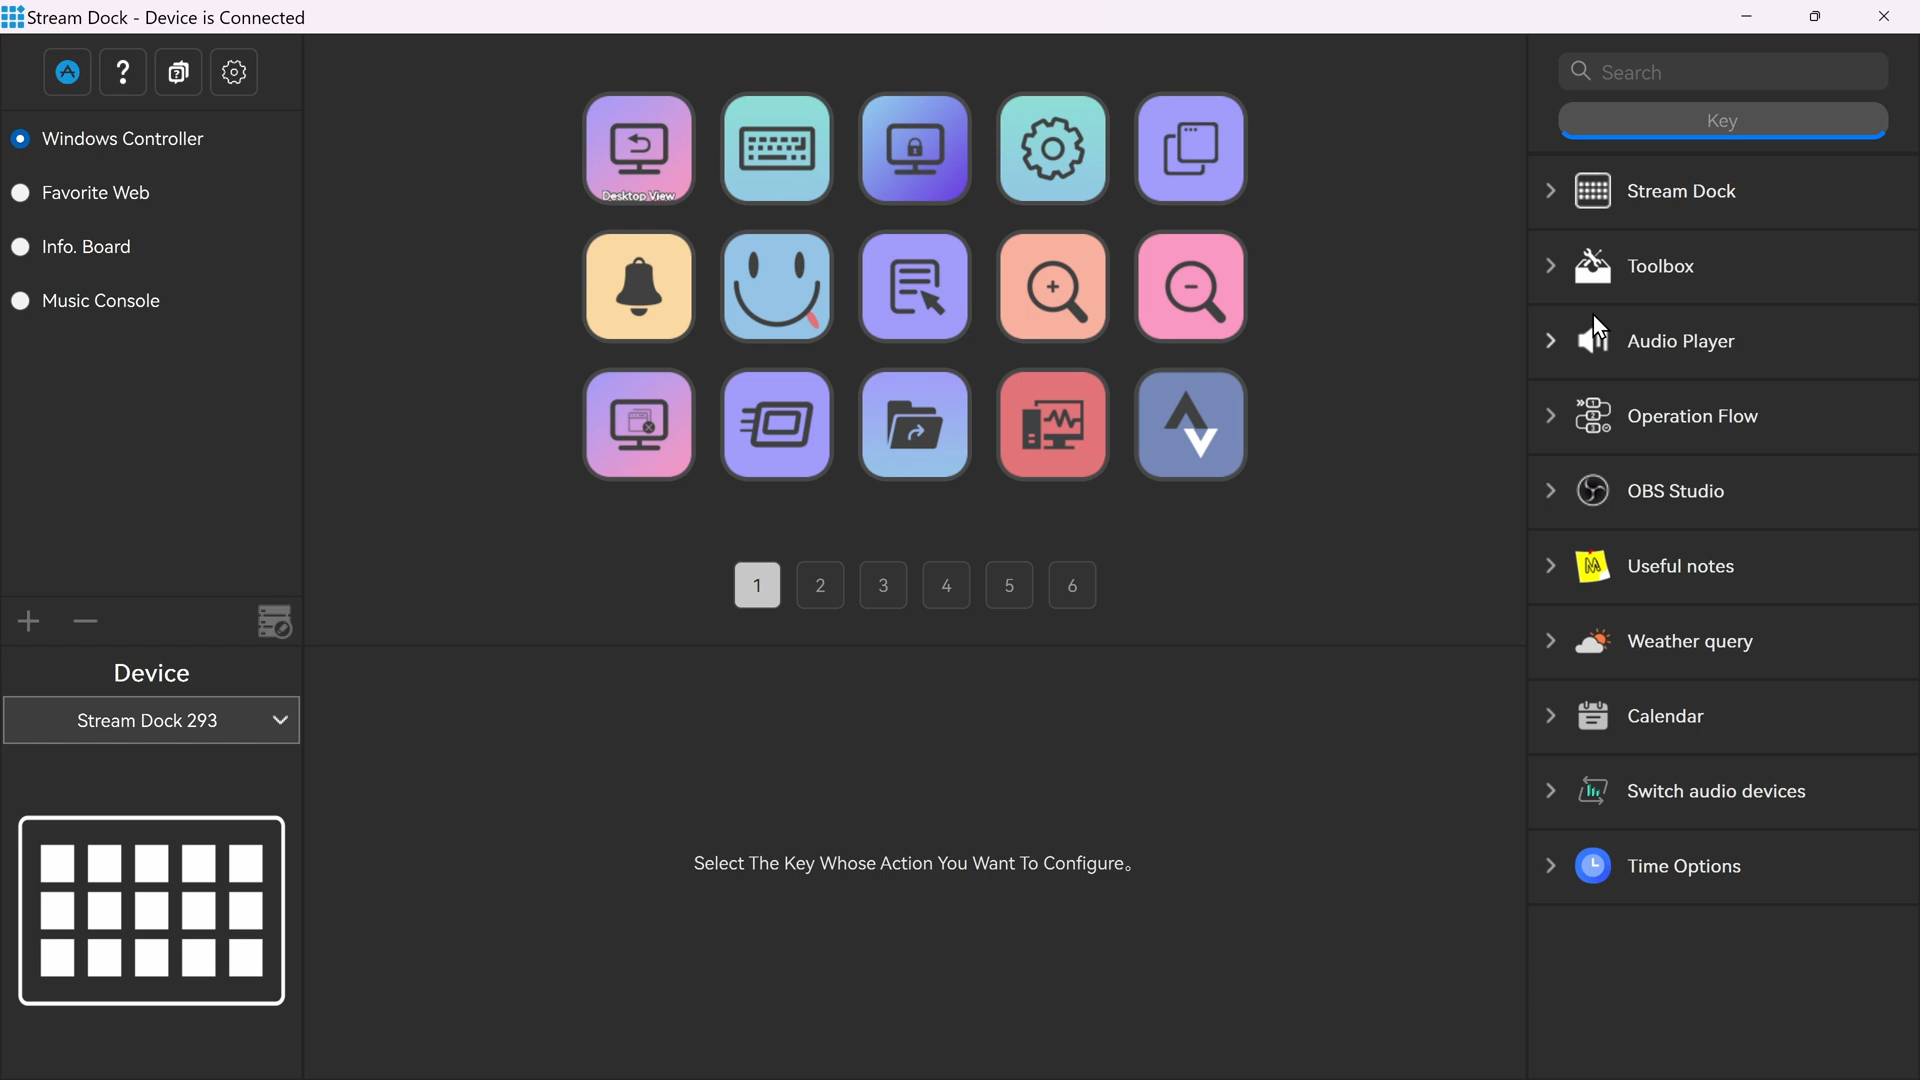 Stream Dock - Device is Connected
Windows Controller
Favorite Web
Info. Board
Music Console
Device
Stream Dock 293
Desktop View
1 2 3 4 5 6
Select The Key Whose Action You Want To Configure。
Search
Key
Stream Dock
Toolbox
Audio Player
Operation Flow
OBS Studio
Useful notes
Weather query
Calendar
Switch audio devices
Time Options